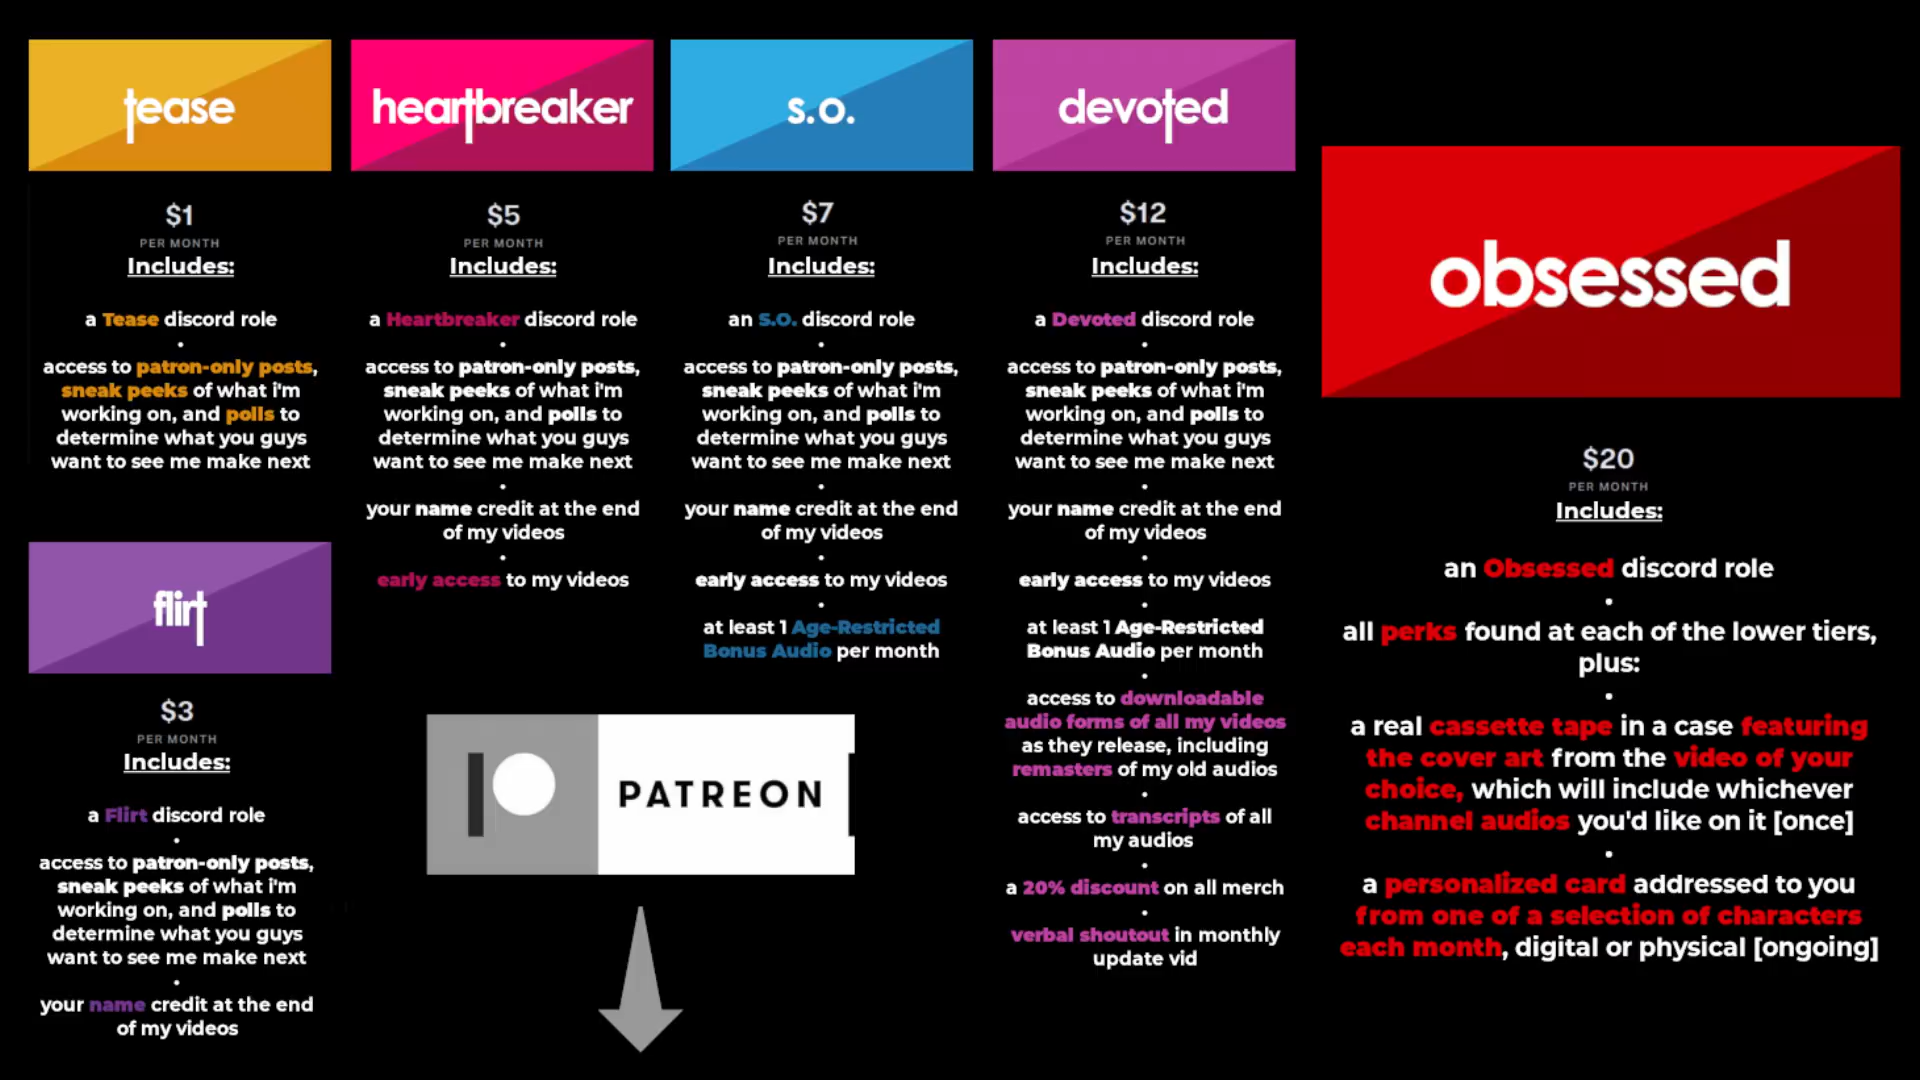 tease
$1
PER MONTH
Includes:
a Tease discord role
•
access to patron-only posts,
sneak peeks of what i'm
working on, and polls to
determine what you guys
want to see me make next
flirt
$3
PER MONTH
Includes:
a Flirt discord role
•
access to patron-only posts,
sneak peeks of what i'm
working on, and polls to
determine what you guys
want to see me make next
•
your name credit at the end
of my videos
heartbreaker
$5
PER MONTH
Includes:
a Heartbreaker discord role
•
access to patron-only posts,
sneak peeks of what i'm
working on, and polls to
determine what you guys
want to see me make next
•
your name credit at the end
of my videos
•
early access to my videos
s.o.
$7
PER MONTH
Includes:
an S.O. discord role
•
access to patron-only posts,
sneak peeks of what i'm
working on, and polls to
determine what you guys
want to see me make next
•
your name credit at the end
of my videos
•
early access to my videos
•
at least 1 Age-Restricted
Bonus Audio per month
PATREON
devoted
$12
PER MONTH
Includes:
a Devoted discord role
•
access to patron-only posts,
sneak peeks of what i'm
working on, and polls to
determine what you guys
want to see me make next
•
your name credit at the end
of my videos
•
early access to my videos
•
at least 1 Age-Restricted
Bonus Audio per month
•
access to downloadable
audio forms of all my videos
as they release, including
remasters of my old audios
•
access to transcripts of all
my audios
•
a 20% discount on all merch
•
verbal shoutout in monthly
update vid
obsessed
$20
PER MONTH
Includes:
an Obsessed discord role
•
all perks found at each of the lower tiers,
plus:
•
a real cassette tape in a case featuring
the cover art from the video of your
choice, which will include whichever
channel audios you'd like on it [once]
•
a personalized card addressed to you
from one of a selection of characters
each month, digital or physical [ongoing]